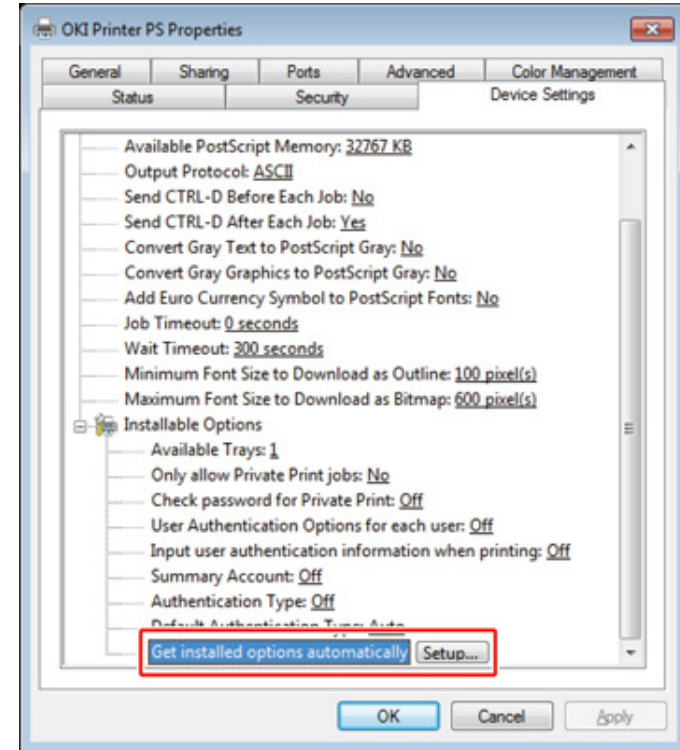 OKI Printer PS Properties
General Sharing Ports Advanced Color Management
Status Security Device Settings
Available PostScript Memory: 32767 KB
Output Protocol: ASCII
Send CTRL-D Before Each Job: No
Send CTRL-D After Each Job: Yes
Convert Gray Text to PostScript Gray: No
Convert Gray Graphics to PostScript Gray: No
Add Euro Currency Symbol to PostScript Fonts: No
Job Timeout: 0 seconds
Wait Timeout: 300 seconds
Minimum Font Size to Download as Outline: 100 pixel(s)
Maximum Font Size to Download as Bitmap: 600 pixel(s)
Installable Options
Available Trays: 1
Only allow Private Print jobs: No
Check password for Private Print: Off
User Authentication Options for each user: Off
Input user authentication information when printing: Off
Summary Account: Off
Authentication Type: Off
Default Authentication Type: Auto
Get installed options automatically Setup...
OK Cancel Apply